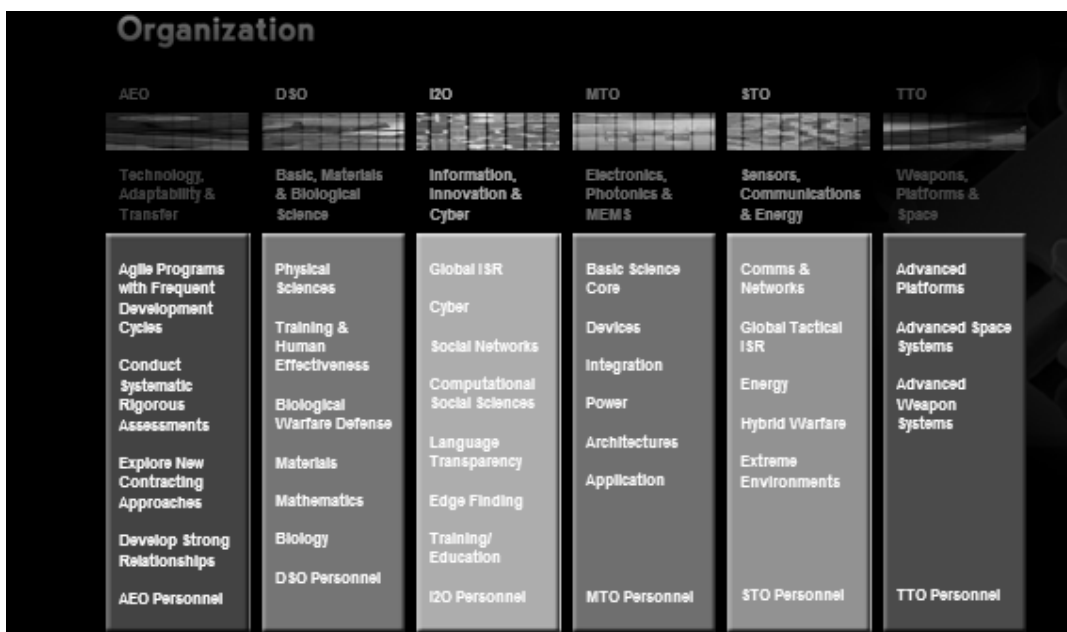 Organization
AEO
Technology,
Adaptability &
Transfer
Agile Programs
with Frequent
Development
Cycles
Conduct
Systematic
Rigorous
Assessments
Explore New
Contracting
Approaches
Develop Strong
Relationships
AEO Personnel
DSO
Basic, Materials
& Biological
Science
Physical
Sciences
Training &
Human
Effectiveness
Biological
Warfare Defense
Materials
Mathematics
Biology
DSO Personnel
I2O
Information,
Innovation &
Cyber
Global ISR
Cyber
Social Networks
Computational
Social Sciences
Language
Transparency
Edge Finding
Training/
Education
I2O Personnel
MTO
Electronics,
Photonics &
MEMS
Basic Science
Core
Devices
Integration
Power
Architectures
Application
MTO Personnel
STO
Sensors,
Communications
& Energy
Comms &
Networks
Global Tactical
ISR
Energy
Hybrid Warfare
Extreme
Environments
STO Personnel
TTO
Weapons,
Platforms &
Space
Advanced
Platforms
Advanced Space
Systems
Advanced
Weapon
Systems
TTO Personnel